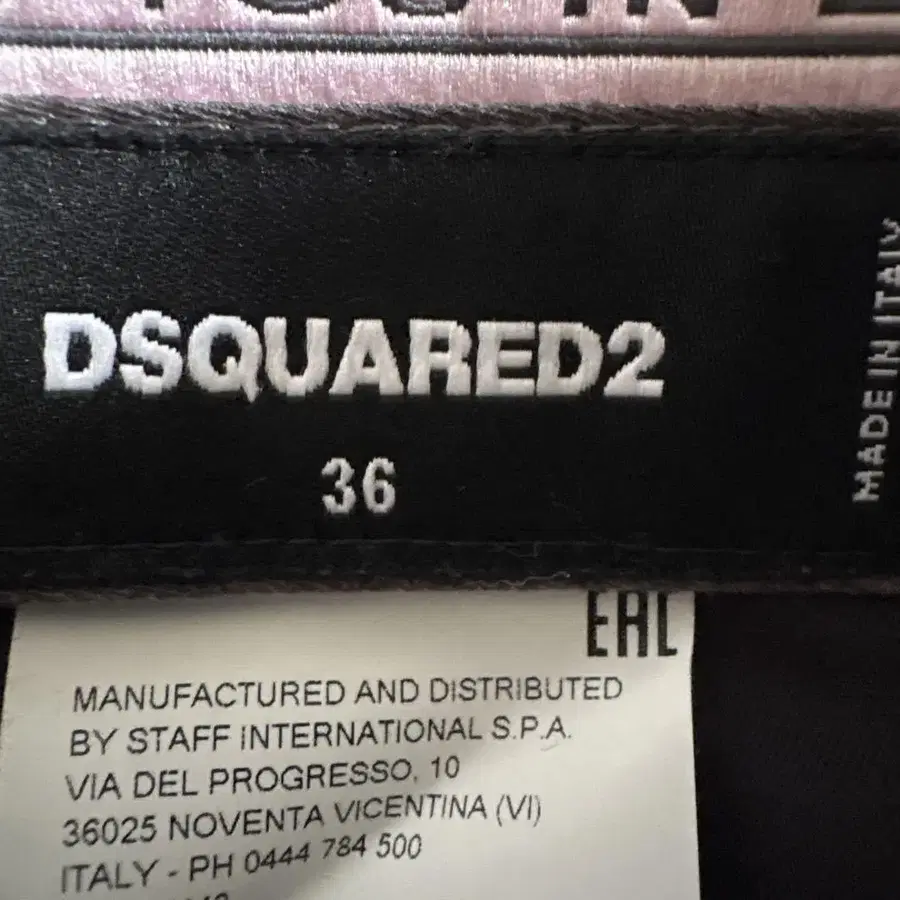 DSQUARED2
36
MADE IN ITALY
EAC
MANUFACTURED AND DISTRIBUTED
BY STAFF INTERNATIONAL S.P.A.
VIA DEL PROGRESSO, 10
36025 NOVENTA VICENTINA (VI)
ITALY - PH 0444 784 500